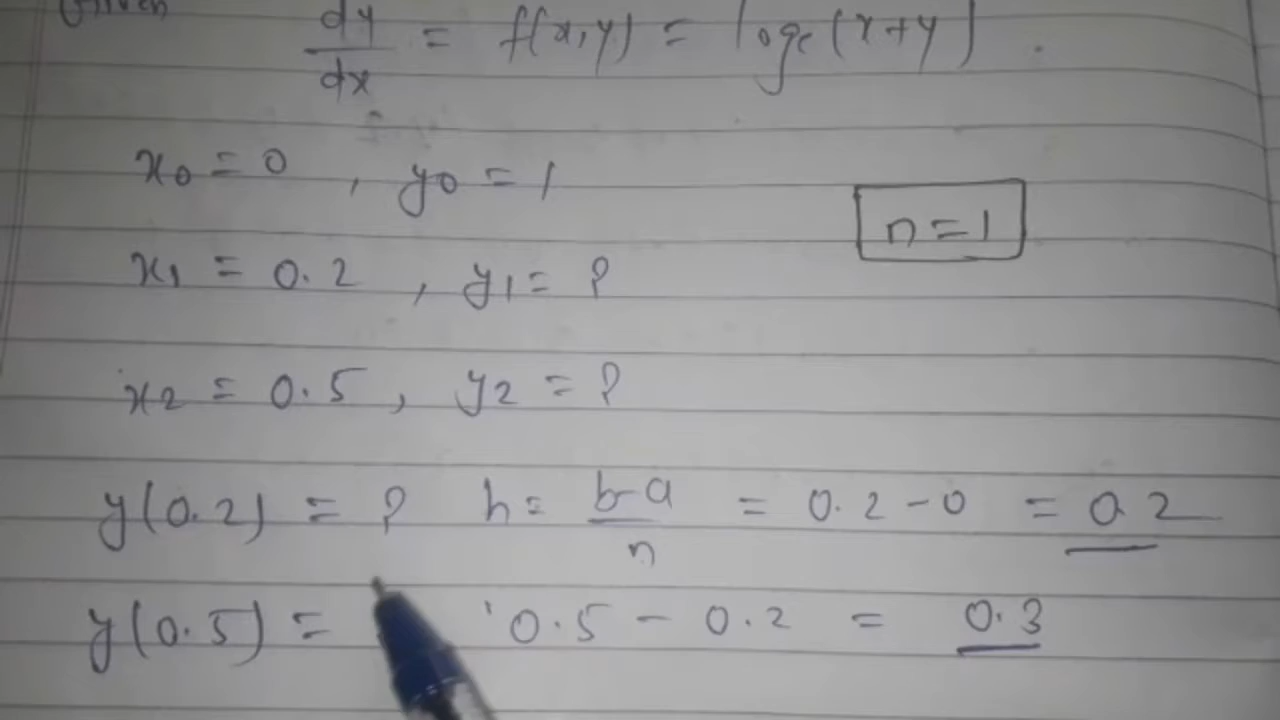 Given
dy/dx = f(x,y) = loge(x+y).
x0 = 0, y0 = 1
n = 1
x1 = 0.2, y1 = ?
x2 = 0.5, y2 = ?
y(0.2) = ? h = b-a/n = 0.2 - 0 = 0.2
y(0.5) = 0.5 - 0.2 = 0.3